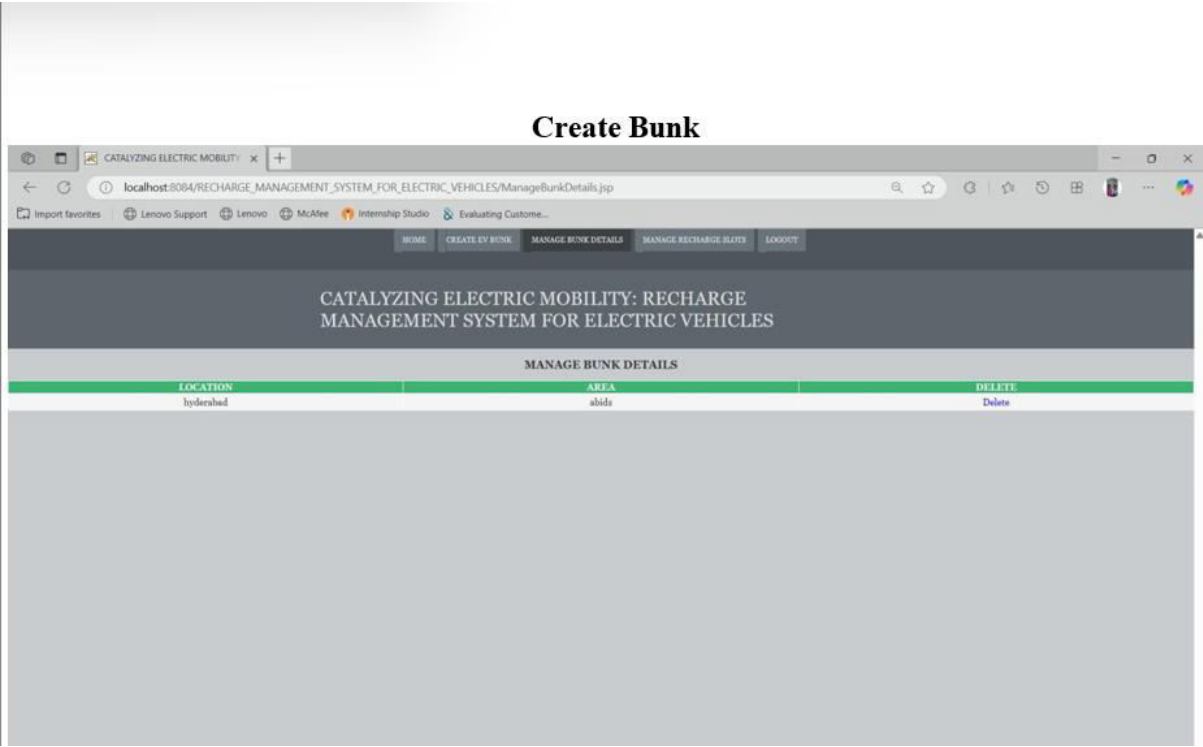 Create Bunk
CATALYZING ELECTRIC MOBILITY
localhost:8084/RECHARGE_MANAGEMENT_SYSTEM_FOR_ELECTRIC_VEHICLES/ManageBunkDetails.jsp
Import favorites Lenovo Support Lenovo McAfee Internship Studio Evaluating Custome...
HOME CREATE EV BUNK MANAGE BUNK DETAILS MANAGE RECHARGE SLOTS LOGOUT
CATALYZING ELECTRIC MOBILITY: RECHARGE
MANAGEMENT SYSTEM FOR ELECTRIC VEHICLES
MANAGE BUNK DETAILS
LOCATION AREA DELETE
hyderabad abids Delete